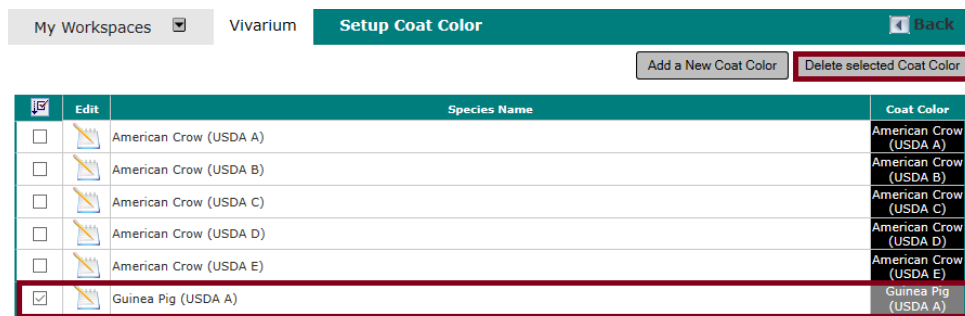 My Workspaces Vivarium Setup Coat Color Back
Add a New Coat Color Delete selected Coat Color
Edit Species Name Coat Color
American Crow (USDA A) American Crow
(USDA A)
American Crow (USDA B) American Crow
(USDA B)
American Crow (USDA C) American Crow
(USDA C)
American Crow (USDA D) American Crow
(USDA D)
American Crow (USDA E) American Crow
(USDA E)
Guinea Pig (USDA A) Guinea Pig
(USDA A)